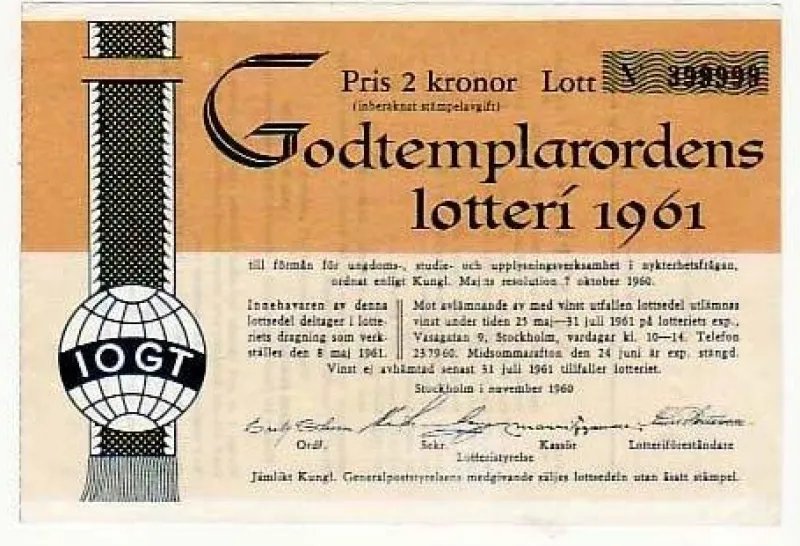 Pris 2 kronor Lott N 399999
(inberäknat stämpelavgift)
Godtemplarordens
lotteri 1961
till förmån för ungdoms-, studie- och upplysningsverksamhet i nykterhetsfrågan,
ordnat enligt Kungl. Maj:ts resolution 7 oktober 1960.
Innehavaren av denna
lottsedel deltager i lotte-
riets dragning som verk-
ställes den 8 maj 1961.
Mot avlämnande av med vinst utfallen lottsedel utlämnas
vinst under tiden 25 maj—31 juli 1961 på lotteriets exp.,
Vasagatan 9, Stockholm, vardagar kl. 10—14. Telefon
237960. Midsommarafton den 24 juni är exp. stängd.
Vinst ej avhämtad senast 31 juli 1961 tillfaller lotteriet.
Stockholm i november 1960
Ordf. Sekr. Kassör Lotteriföreståndare
Lotteristyrelse
Jämlikt Kungl. Generalpoststyrelsens medgivande säljes lottsedeln utan åsatt stämpel.
IOGT